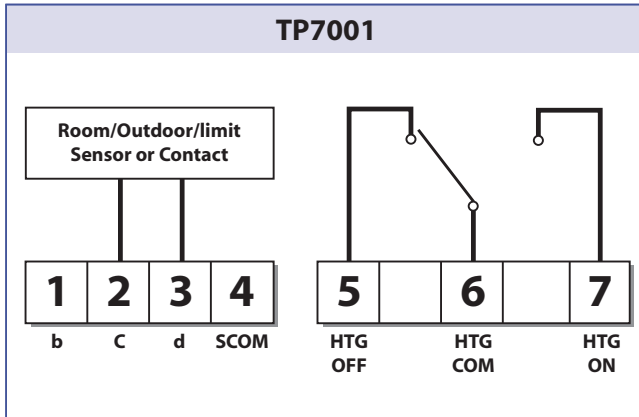 TP7001
Room/Outdoor/limit
Sensor or Contact
1 2 3 4 5 6 7
b C d SCOM HTG OFF HTG COM HTG ON